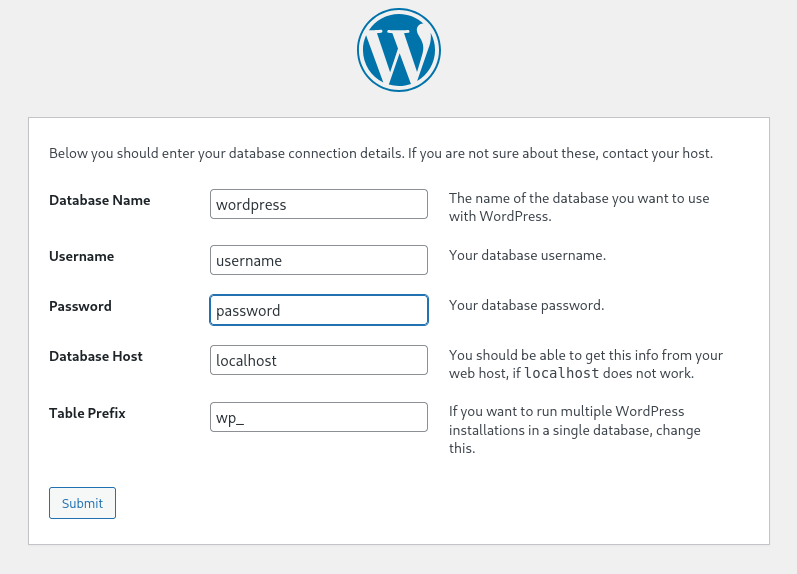 Below you should enter your database connection details. If you are not sure about these, contact your host.
Database Name
wordpress
The name of the database you want to use
with WordPress.
Username
username
Your database username.
Password
password
Your database password.
Database Host
localhost
You should be able to get this info from your
web host, if localhost does not work.
Table Prefix
wp_
If you want to run multiple WordPress
installations in a single database, change
this.
Submit